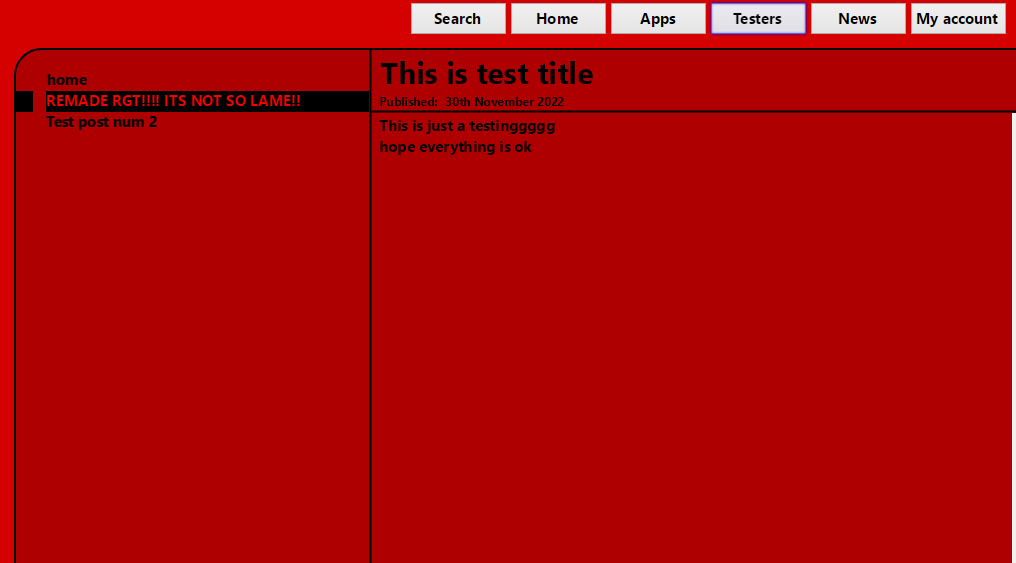 Search Home Apps Testers News My account
home
REMADE RGT!!!! ITS NOT SO LAME!!
Test post num 2
This is test title
Published: 30th November 2022
This is just a testinggggg
hope everything is ok